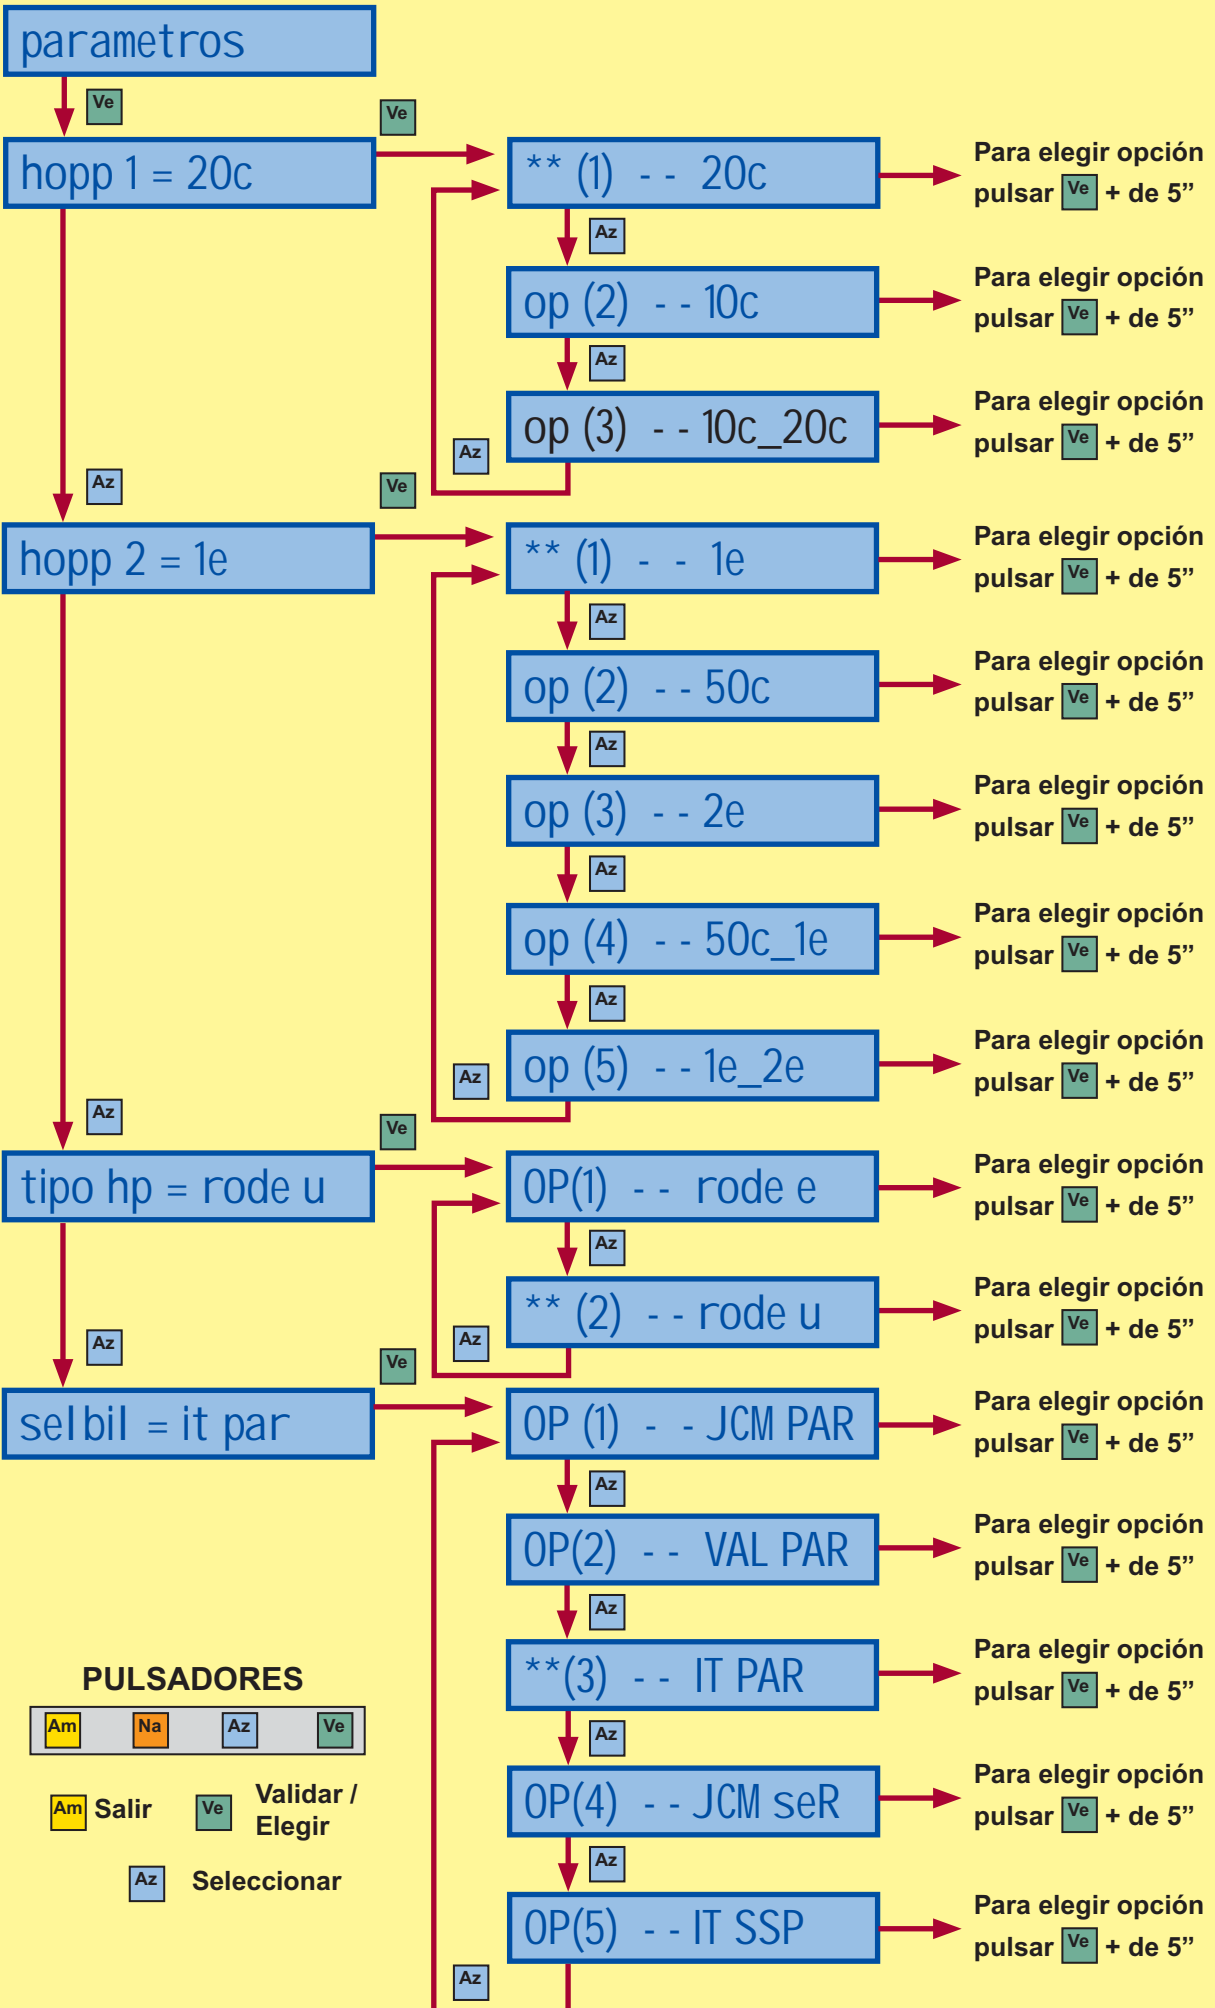 parametros
Ve
Ve
hopp 1 = 20c
** (1) - - 20c
Para elegir opción
pulsar Ve + de 5”
Az
op (2) - - 10c
Para elegir opción
pulsar Ve + de 5”
Az
op (3) - - 10c_20c
Para elegir opción
pulsar Ve + de 5”
Az
Az
Ve
hopp 2 = 1e
** (1) - - 1e
Para elegir opción
pulsar Ve + de 5”
Az
op (2) - - 50c
Para elegir opción
pulsar Ve + de 5”
Az
op (3) - - 2e
Para elegir opción
pulsar Ve + de 5”
Az
op (4) - - 50c_1e
Para elegir opción
pulsar Ve + de 5”
Az
op (5) - - 1e_2e
Para elegir opción
pulsar Ve + de 5”
Az
Az
Ve
tipo hp = rode u
OP(1) - - rode e
Para elegir opción
pulsar Ve + de 5”
Az
** (2) - - rode u
Para elegir opción
pulsar Ve + de 5”
Az
Az
Ve
selbil = it par
OP (1) - - JCM PAR
Para elegir opción
pulsar Ve + de 5”
Az
OP(2) - - VAL PAR
Para elegir opción
pulsar Ve + de 5”
Az
**(3) - - IT PAR
Para elegir opción
pulsar Ve + de 5”
Az
OP(4) - - JCM seR
Para elegir opción
pulsar Ve + de 5”
Az
OP(5) - - IT SSP
Para elegir opción
pulsar Ve + de 5”
Az
PULSADORES
Am Na Az Ve
Am Salir
Ve Validar /
Elegir
Az Seleccionar